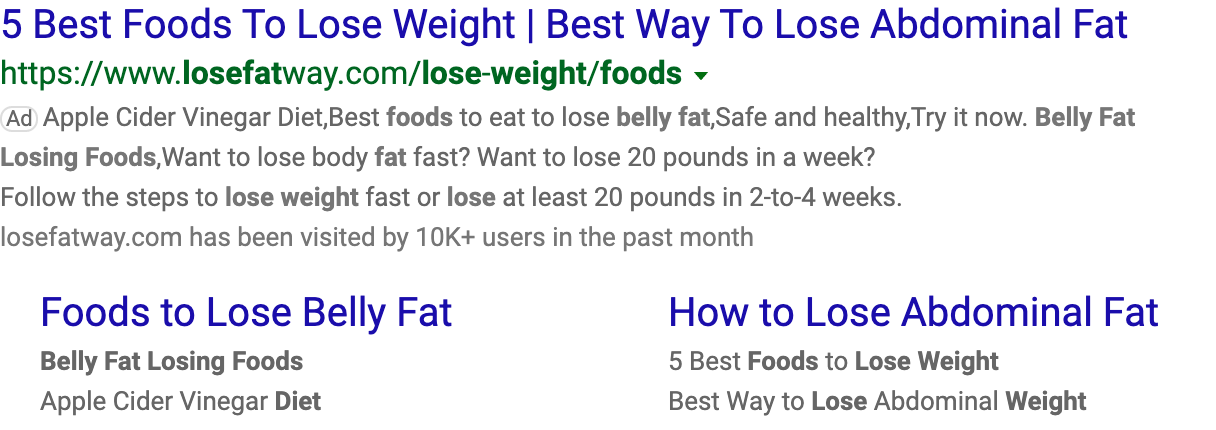 5 Best Foods To Lose Weight | Best Way To Lose Abdominal Fat
https://www.losefatway.com/lose-weight/foods
Ad Apple Cider Vinegar Diet,Best foods to eat to lose belly fat,Safe and healthy,Try it now. Belly Fat
Losing Foods,Want to lose body fat fast? Want to lose 20 pounds in a week?
Follow the steps to lose weight fast or lose at least 20 pounds in 2-to-4 weeks.
losefatway.com has been visited by 10K+ users in the past month
Foods to Lose Belly Fat
Belly Fat Losing Foods
Apple Cider Vinegar Diet
How to Lose Abdominal Fat
5 Best Foods to Lose Weight
Best Way to Lose Abdominal Weight